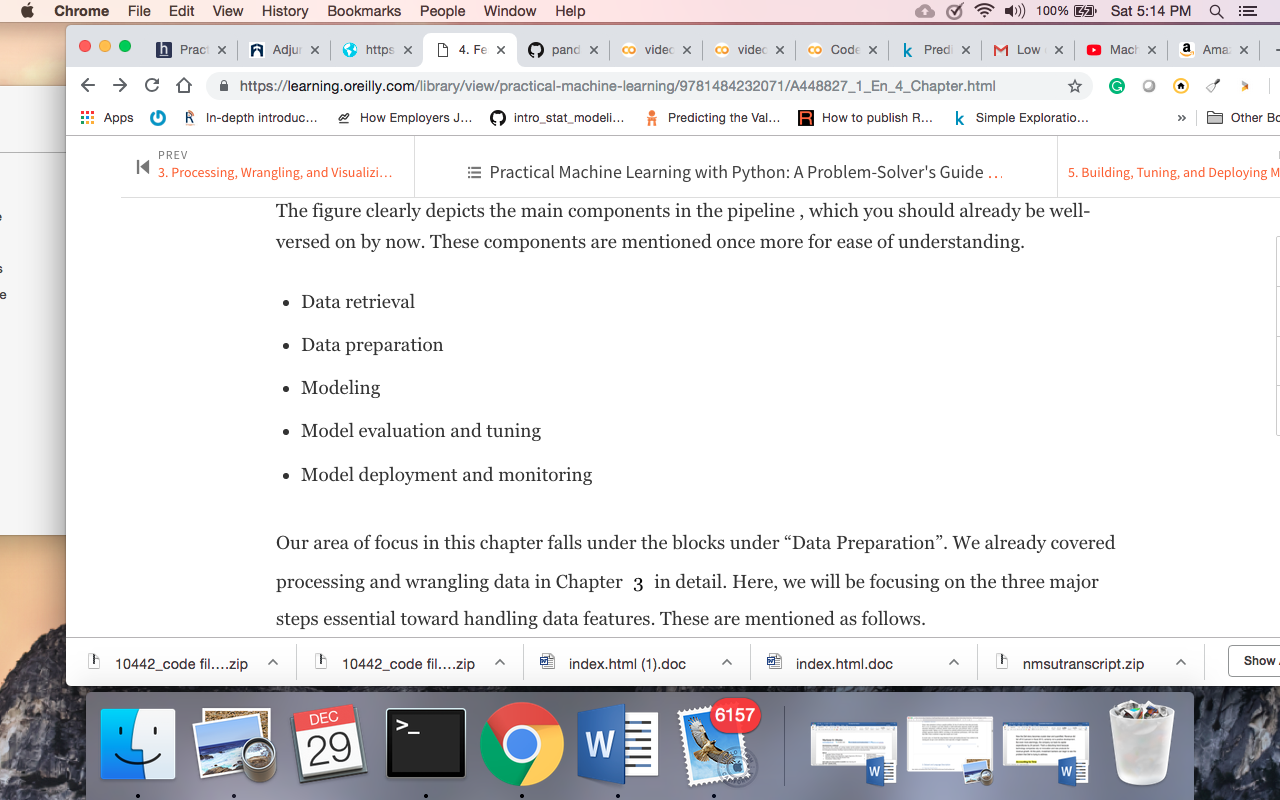 Chrome File Edit View History Bookmarks People Window Help 100% Sat 5:14 PM
Pract Adjur https 4. Fe pand videc videc Code Predi Low Mach Ama
https://learning.oreilly.com/library/view/practical-machine-learning/9781484232071/A448827_1_En_4_Chapter.html
Apps In-depth introduc... How Employers J... intro_stat_modeli... Predicting the Val... How to publish R... Simple Exploratio... » Other Bo
PREV
3. Processing, Wrangling, and Visualizi... Practical Machine Learning with Python: A Problem-Solver's Guide ... 5. Building, Tuning, and Deploying M
The figure clearly depicts the main components in the pipeline , which you should already be well-
versed on by now. These components are mentioned once more for ease of understanding.
• Data retrieval
• Data preparation
• Modeling
• Model evaluation and tuning
• Model deployment and monitoring
Our area of focus in this chapter falls under the blocks under “Data Preparation”. We already covered
processing and wrangling data in Chapter 3 in detail. Here, we will be focusing on the three major
steps essential toward handling data features. These are mentioned as follows.
10442_code fil....zip 10442_code fil....zip index.html (1).doc index.html.doc nmsutranscript.zip Show
DEC
29
>_
W
6157